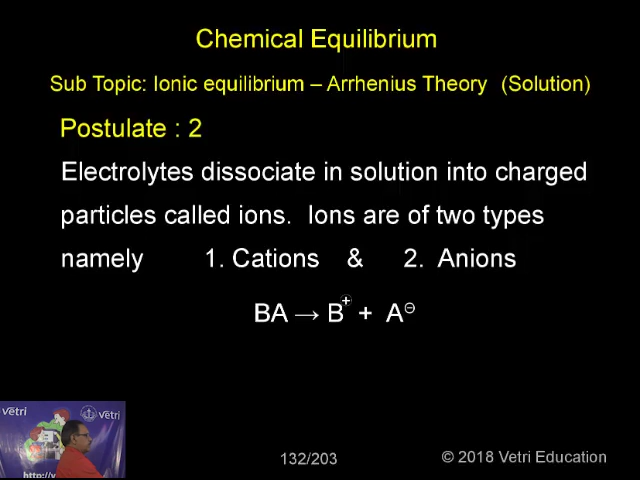 Chemical Equilibrium
Sub Topic: Ionic equilibrium – Arrhenius Theory (Solution)
Postulate : 2
Electrolytes dissociate in solution into charged
particles called ions. Ions are of two types
namely 1. Cations & 2. Anions
BA → B⁺ + A⊖
vetri vetri
http://v
132/203 © 2018 Vetri Education